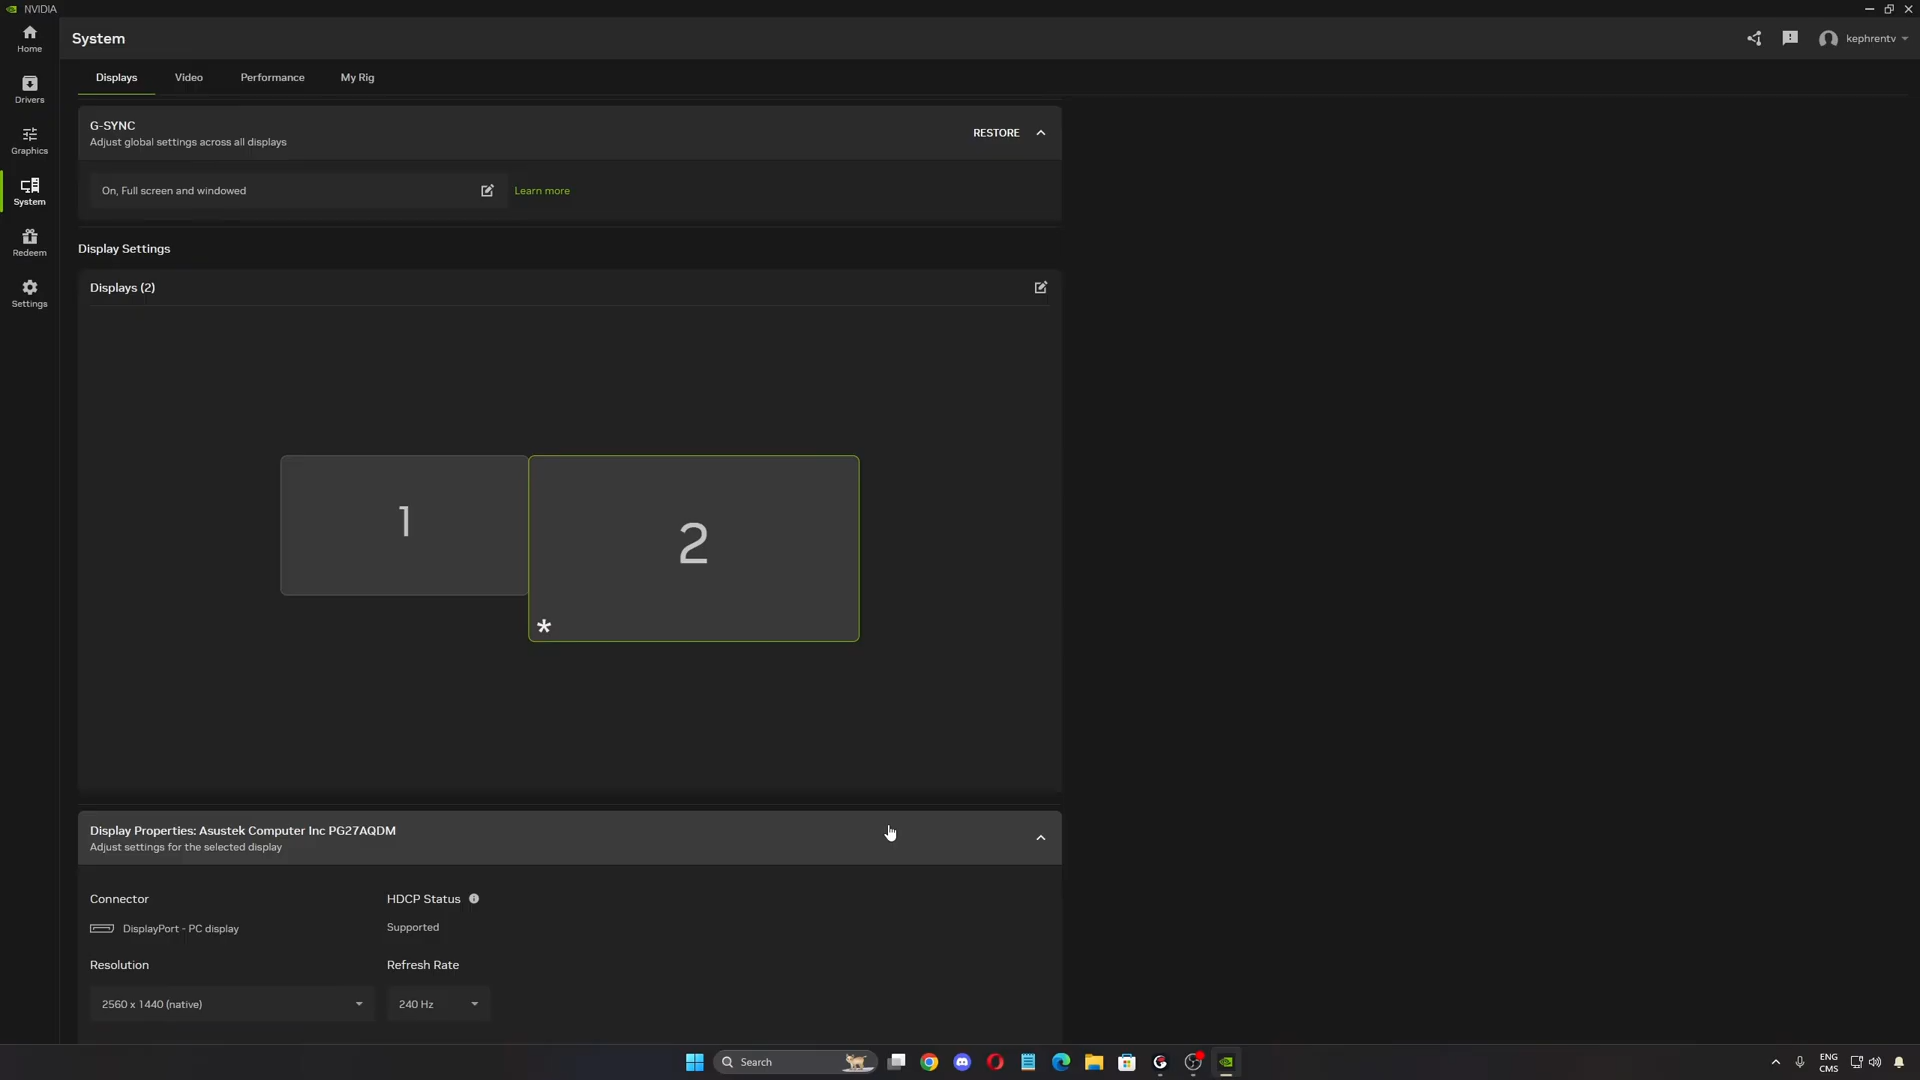 NVIDIA
Home
System
kephrentv
Drivers
Graphics
System
Redeem
Settings
Displays
Video
Performance
My Rig
G-SYNC
Adjust global settings across all displays
RESTORE
On, Full screen and windowed
Learn more
Display Settings
Displays (2)
1
2
*
Display Properties: Asustek Computer Inc PG27AQDM
Adjust settings for the selected display
Connector
HDCP Status
DisplayPort - PC display
Supported
Resolution
Refresh Rate
2560 x 1440 (native)
240 Hz
Search
ENG
CMS